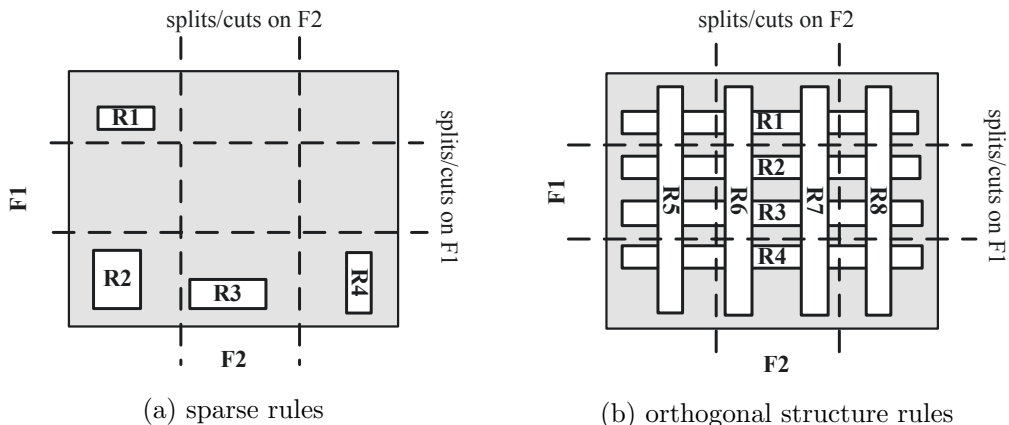 splits/cuts on F2
R1
R2
R3
R4
F1
splits/cuts on F1
F2
(a) sparse rules
splits/cuts on F2
R1
R2
R3
R4
R5
R6
R7
R8
F1
splits/cuts on F1
F2
(b) orthogonal structure rules